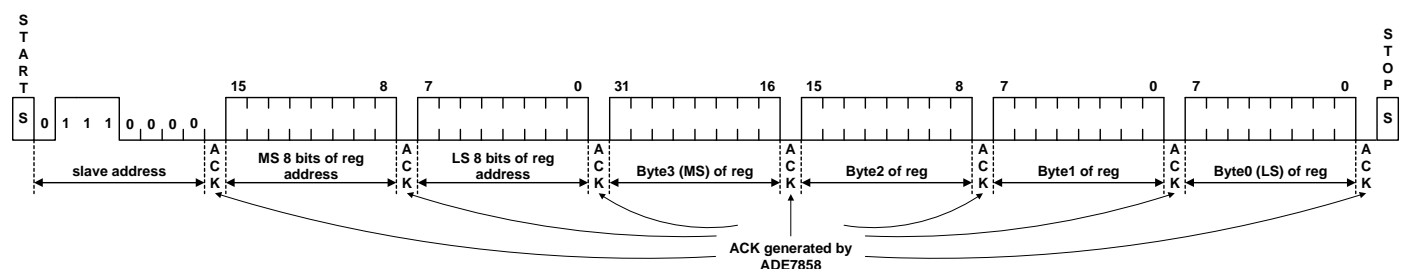 START
STOP
15 8 7 0 31 16 15 8 7 0 7 0
S 0 1 1 1 0 0 0 0 S
ACK ACK ACK ACK ACK ACK ACK
slave address
MS 8 bits of reg
address
LS 8 bits of reg
address
Byte3 (MS) of reg
Byte2 of reg
Byte1 of reg
Byte0 (LS) of reg
ACK generated by
ADE7858